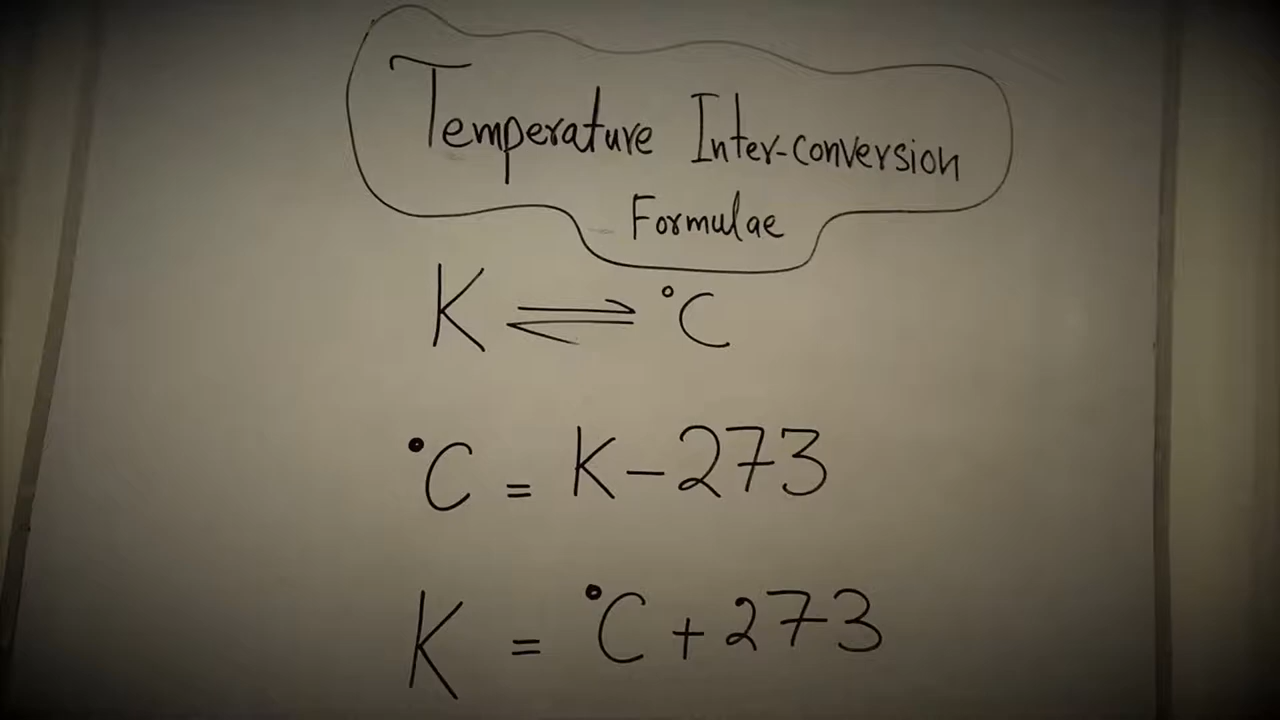 Temperature Inter-conversion
Formulae
K ⇌ °C
°C = K - 273
K = °C + 273